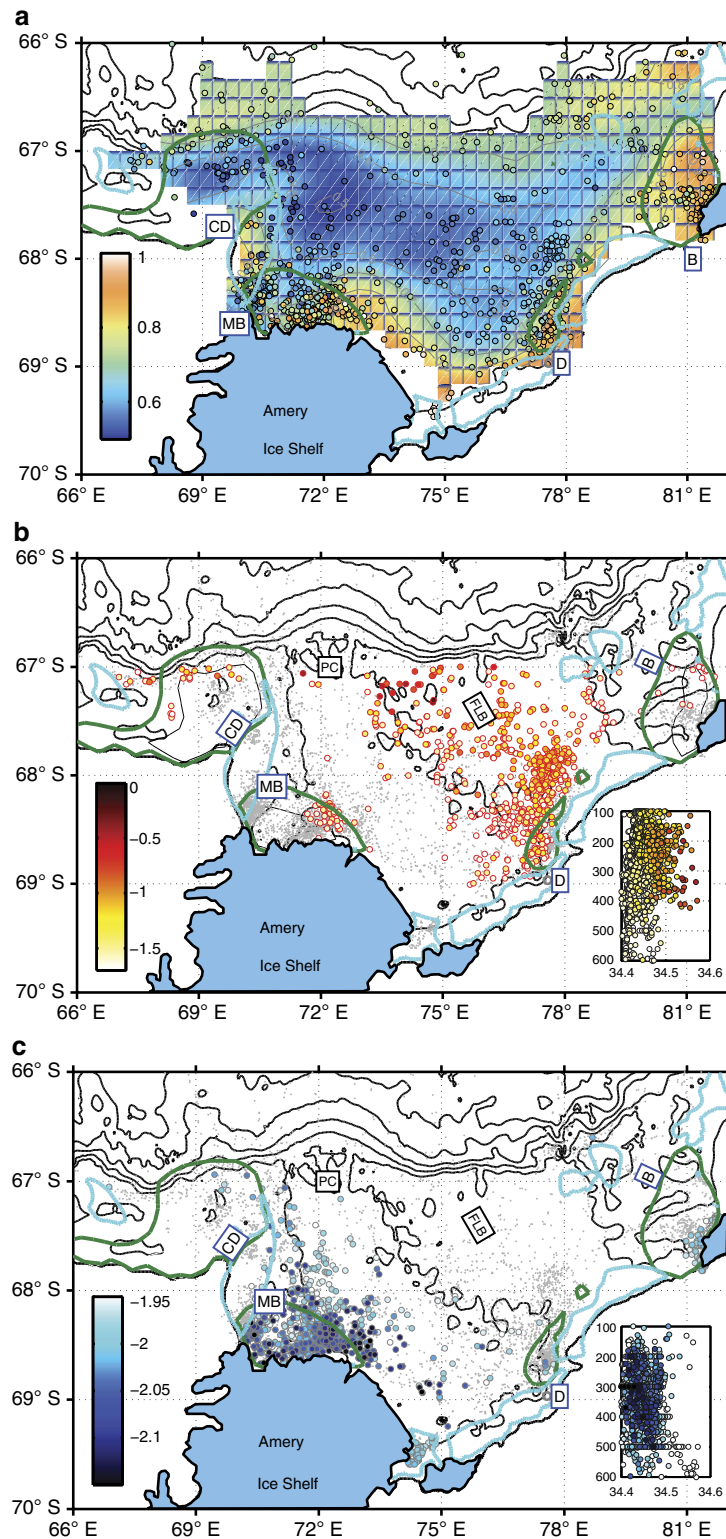 a
66° S
67° S
CD
68° S
B
1
0.8
0.6
MB
69° S
D
Amery
Ice Shelf
70° S
66° E
69° E
72° E
75° E
78° E
81° E
b
66° S
67° S
PC
B
FLB
CD
68° S
MB
0
−0.5
−1
−1.5
69° S
D
100
200
300
400
500
600
34.4
34.5
34.6
Amery
Ice Shelf
70° S
66° E
69° E
72° E
75° E
78° E
81° E
c
66° S
67° S
PC
B
FLB
CD
68° S
MB
−1.95
−2
−2.05
−2.1
69° S
D
100
200
300
400
500
600
34.4
34.5
34.6
Amery
Ice Shelf
70° S
66° E
69° E
72° E
75° E
78° E
81° E